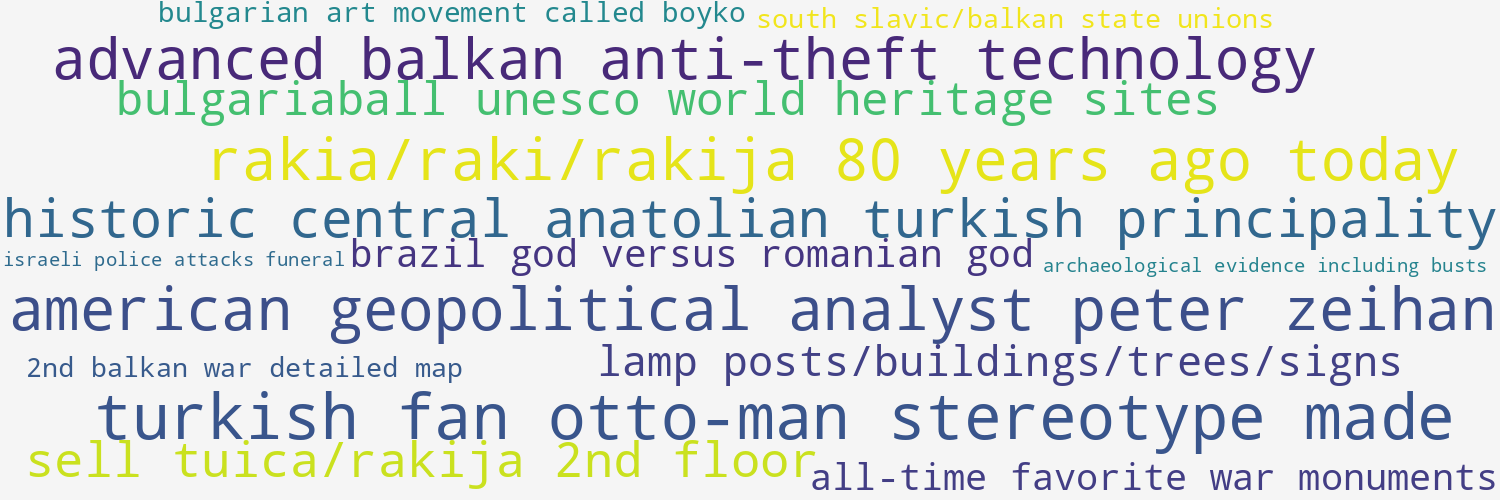 bulgarian art movement called boyko
south slavic/balkan state unions
advanced balkan anti-theft technology
bulgariaball unesco world heritage sites
rakia/raki/rakija 80 years ago today
historic central anatolian turkish principality
israeli police attacks funeral
brazil god versus romanian god
archaeological evidence including busts
american geopolitical analyst peter zeihan
2nd balkan war detailed map
lamp posts/buildings/trees/signs
turkish fan otto-man stereotype made
sell tuica/rakija 2nd floor
all-time favorite war monuments